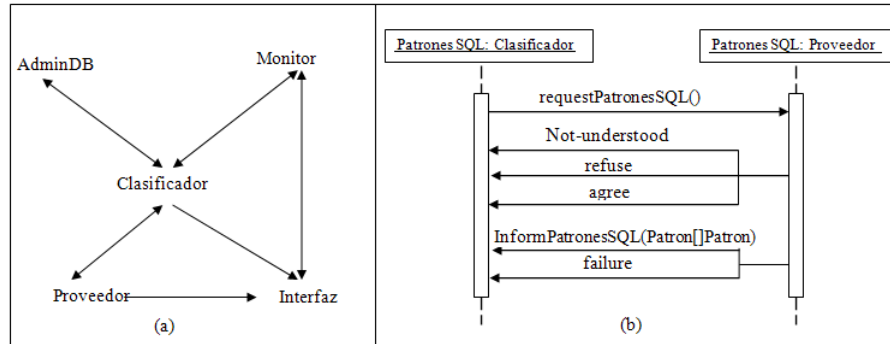 AdminDB
Monitor
Clasificador
Proveedor
Interfaz
(a)
Patrones SQL: Clasificador
Patrones SQL: Proveedor
requestPatronesSQL()
Not-understood
refuse
agree
InformPatronesSQL(Patron[]Patron)
failure
(b)